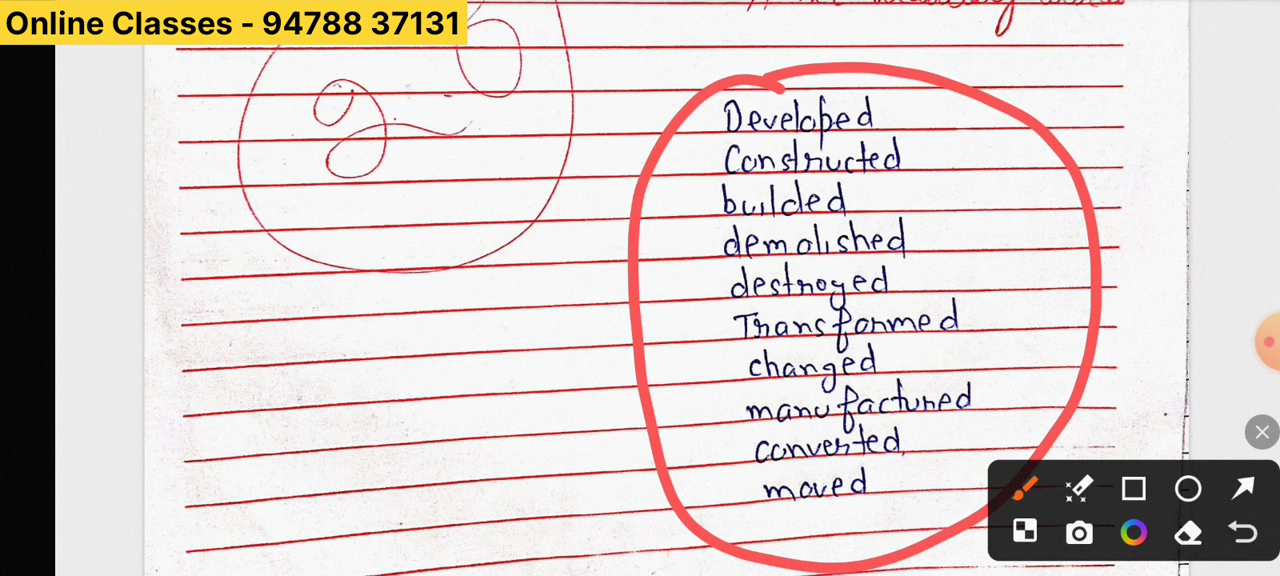 Online Classes - 94788 37131
Developed
Constructed
builded
demolished
destroyed
Transformed
changed
manufactured
converted
moved